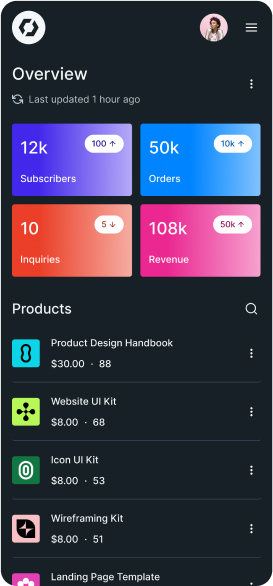 Overview
Last updated 1 hour ago
12k 100 ↑
Subscribers
50k 10k ↑
Orders
10 5 ↓
Inquiries
108k 50k ↑
Revenue
Products
Product Design Handbook
$30.00 · 88
Website UI Kit
$8.00 · 68
Icon UI Kit
$8.00 · 53
Wireframing Kit
$8.00 · 51
Landing Page Template